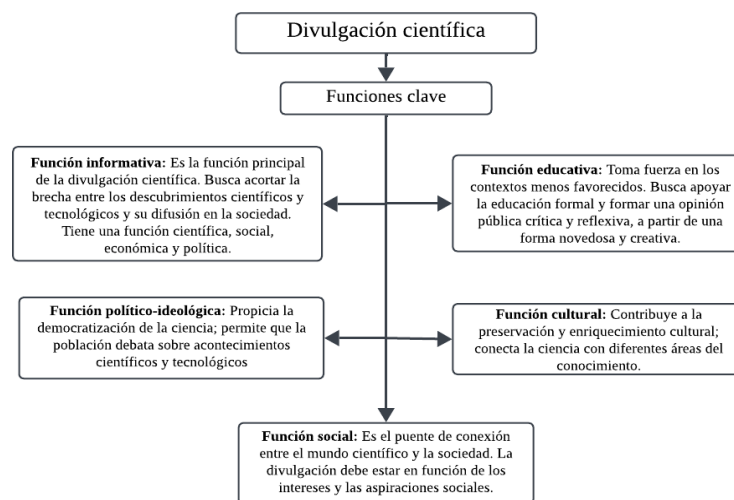 Divulgación científica
Funciones clave
Función informativa: Es la función principal
de la divulgación científica. Busca acortar la
brecha entre los descubrimientos científicos y
tecnológicos y su difusión en la sociedad.
Tiene una función científica, social,
económica y política.
Función educativa: Toma fuerza en los
contextos menos favorecidos. Busca apoyar
la educación formal y formar una opinión
pública crítica y reflexiva, a partir de una
forma novedosa y creativa.
Función político-ideológica: Propicia la
democratización de la ciencia; permite que la
población debata sobre acontecimientos
científicos y tecnológicos
Función cultural: Contribuye a la
preservación y enriquecimiento cultural;
conecta la ciencia con diferentes áreas del
conocimiento.
Función social: Es el puente de conexión
entre el mundo científico y la sociedad. La
divulgación debe estar en función de los
intereses y las aspiraciones sociales.